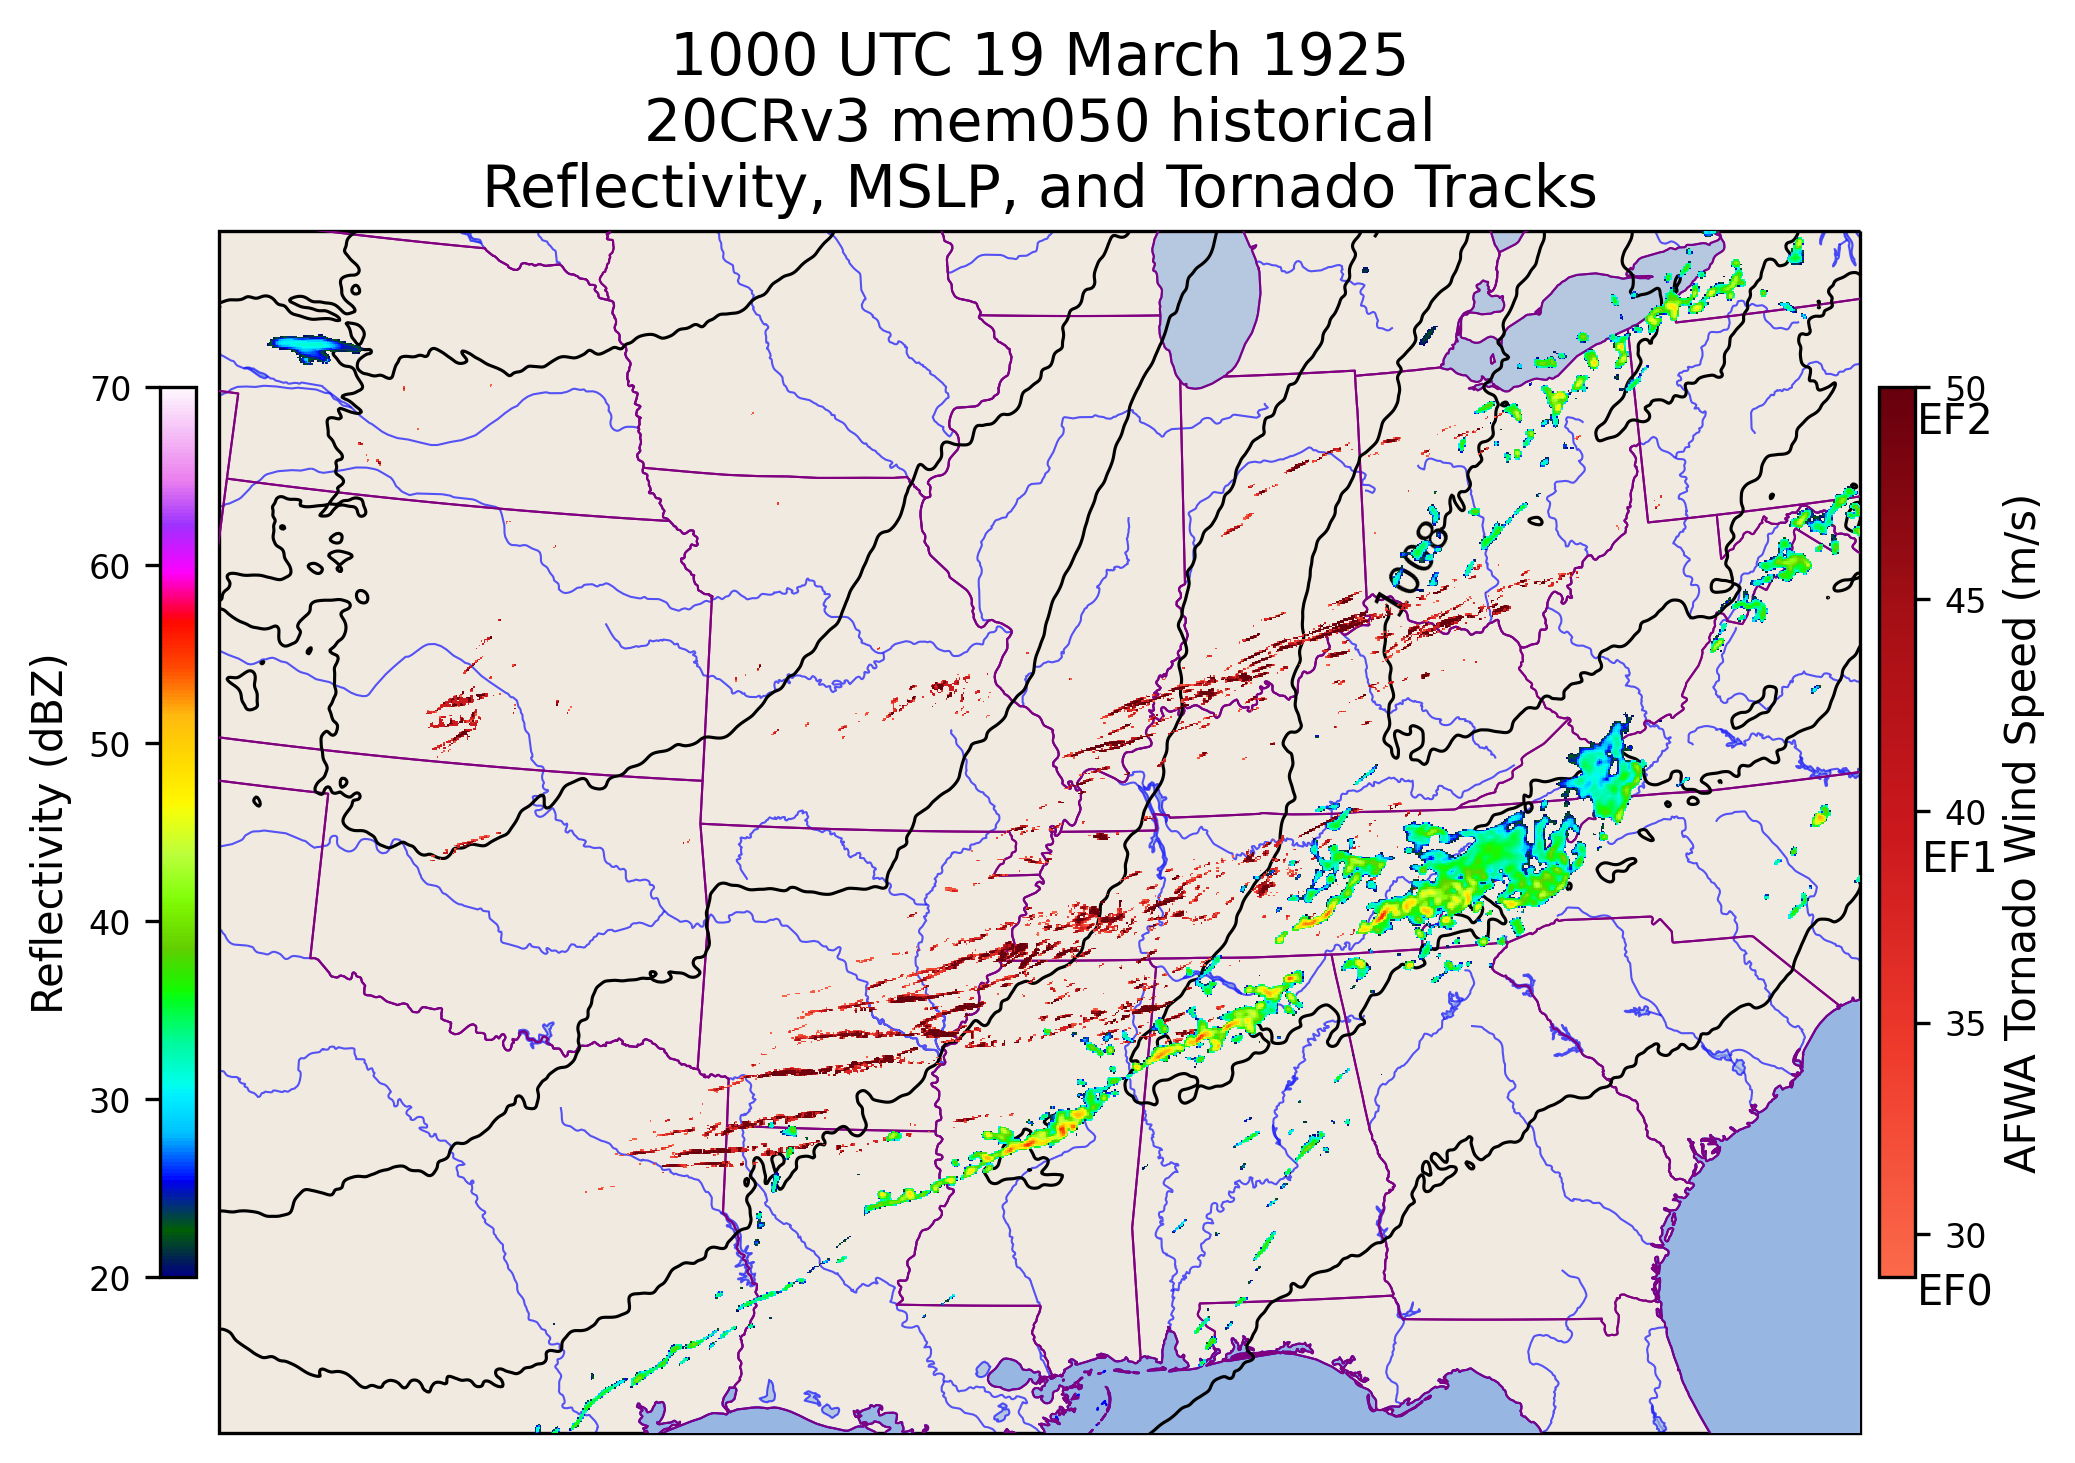 1000 UTC 19 March 1925
20CRv3 mem050 historical
Reflectivity, MSLP, and Tornado Tracks
Reflectivity (dBZ)
70
60
50
40
30
20
1008
50
EF2
45
40
EF1
35
30
EF0
AFWA Tornado Wind Speed (m/s)